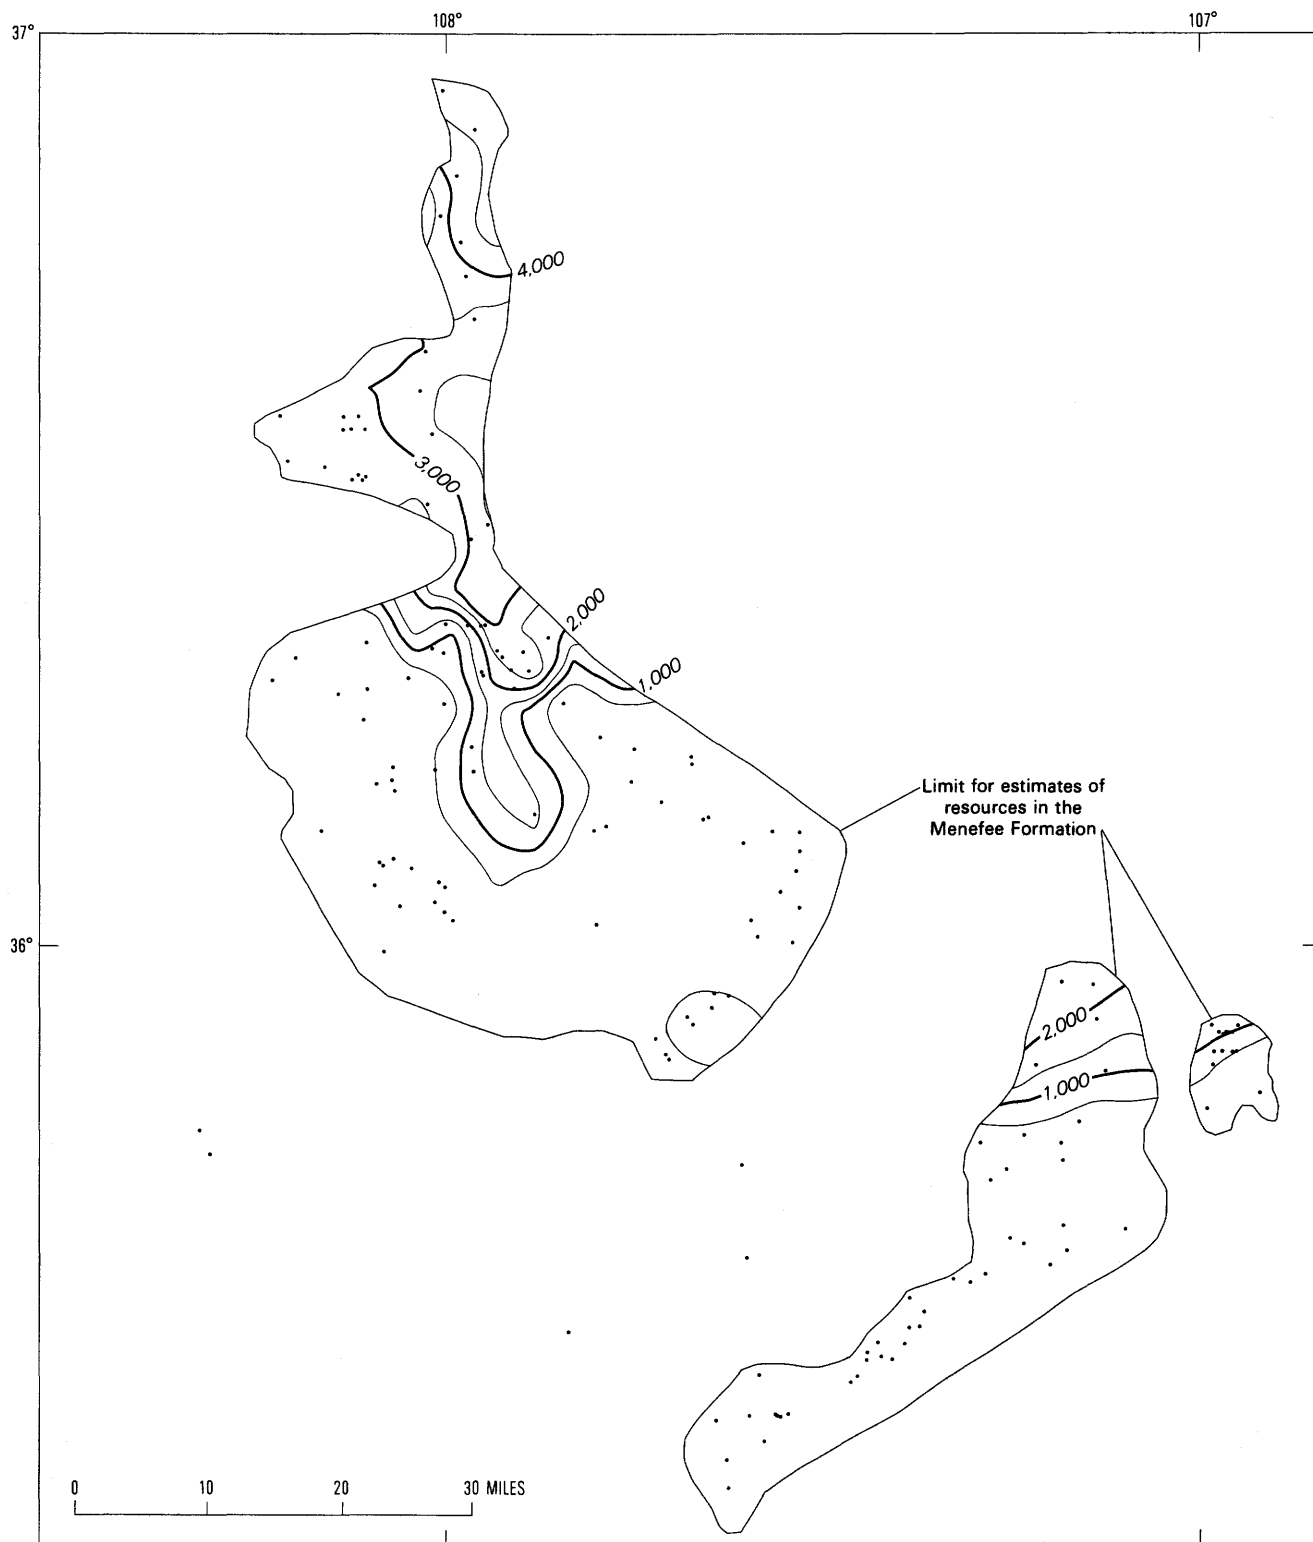 108°
107°
37°
4,000
3,000
2,000
1,000
Limit for estimates of
resources in the
Menefee Formation
36°
2,000
1,000
0 10 20 30 MILES